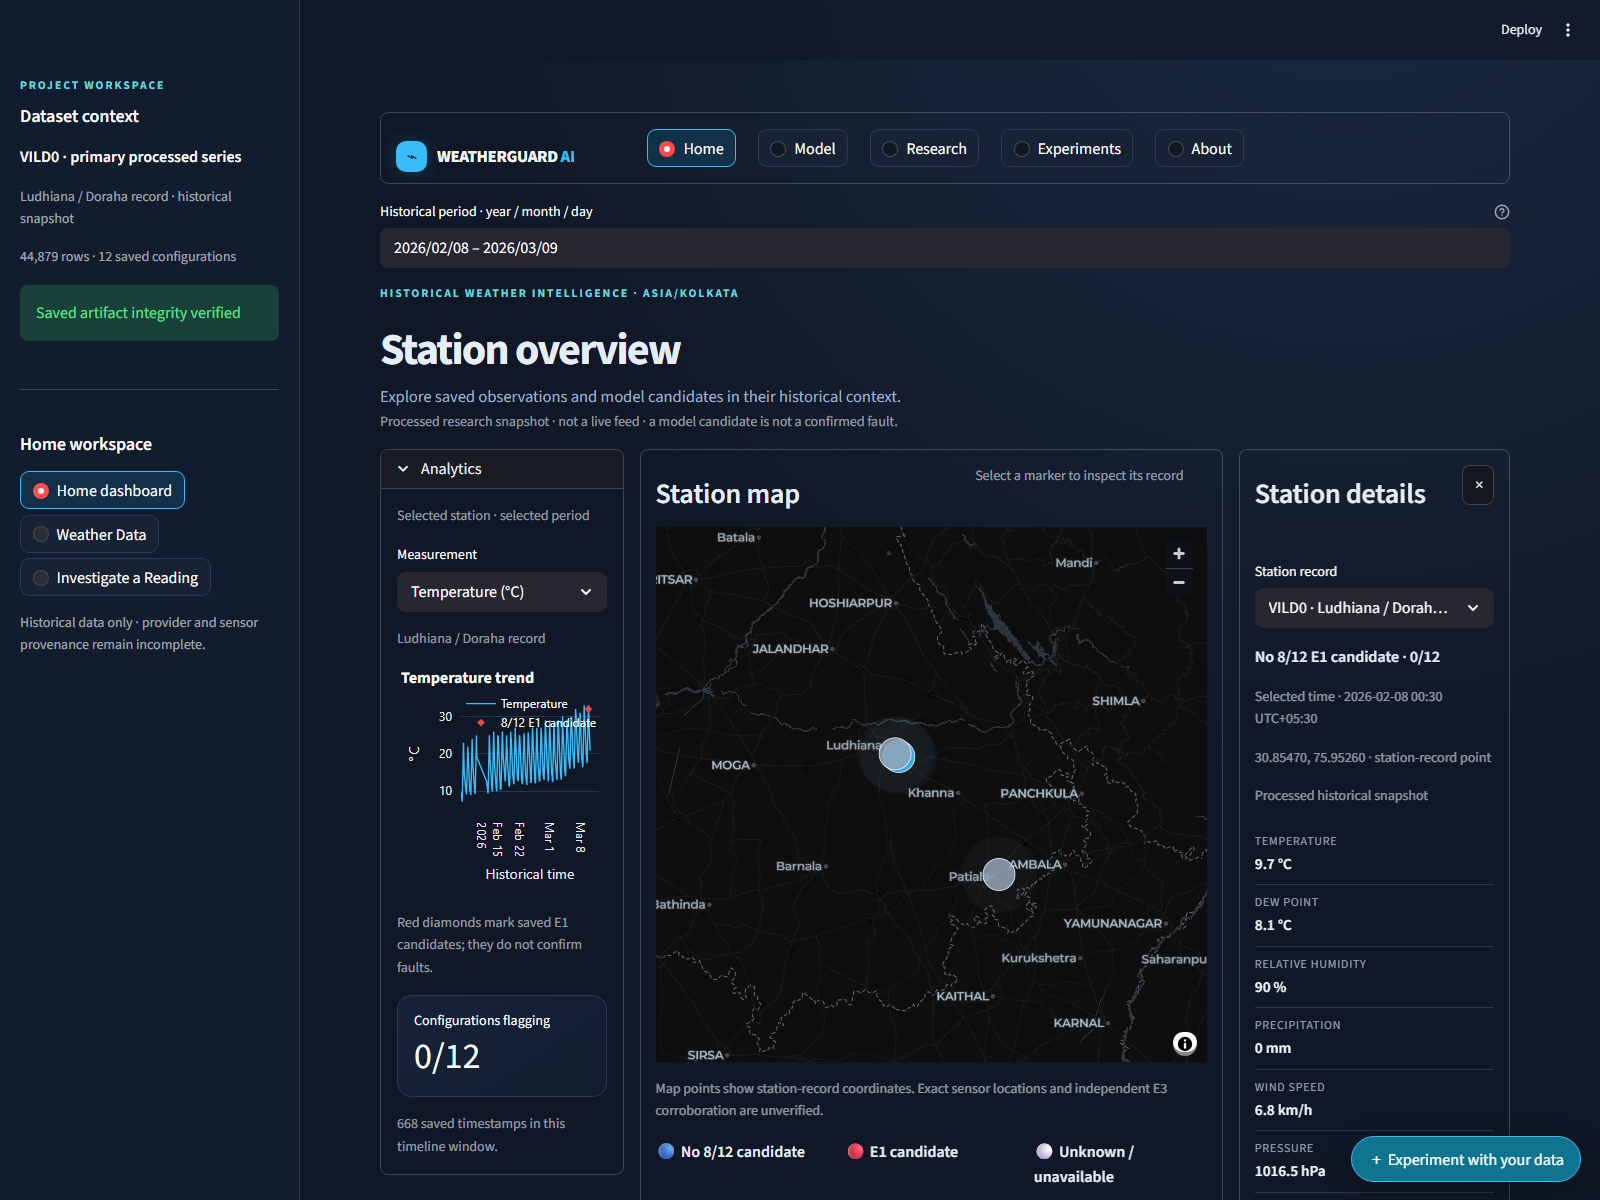 Deploy
PROJECT WORKSPACE
Dataset context
VILD0 · primary processed series
Ludhiana / Doraha record · historical
snapshot
44,879 rows · 12 saved configurations
Saved artifact integrity verified
Home workspace
Home dashboard
Weather Data
Investigate a Reading
Historical data only · provider and sensor
provenance remain incomplete.
WEATHERGUARD AI
Home
Model
Research
Experiments
About
Historical period · year / month / day
2026/02/08 – 2026/03/09
HISTORICAL WEATHER INTELLIGENCE · ASIA/KOLKATA
Station overview
Explore saved observations and model candidates in their historical context.
Processed research snapshot · not a live feed · a model candidate is not a confirmed fault.
Analytics
Selected station · selected period
Measurement
Temperature (°C)
Ludhiana / Doraha record
Temperature trend
Temperature
8/12 E1 candidate
30
20
10
°C
2026
Feb 15
Feb 22
Mar 1
Mar 8
Historical time
Red diamonds mark saved E1
candidates; they do not confirm
faults.
Configurations flagging
0/12
668 saved timestamps in this
timeline window.
Station map
Select a marker to inspect its record
Batala
ITSAR
Mandi
HOSHIARPUR
JALANDHAR
SHIMLA
Ludhiana
MOGA
Khanna
PANCHKULA
Barnala
AMBALA
Patiala
Bathinda
YAMUNANAGAR
Kurukshetra
Saharanpu
KAITHAL
KARNAL
SIRSA
+
−
Map points show station-record coordinates. Exact sensor locations and independent E3
corroboration are unverified.
No 8/12 candidate
E1 candidate
Unknown /
unavailable
Station details
×
Station record
VILD0 · Ludhiana / Dorah...
No 8/12 E1 candidate · 0/12
Selected time · 2026-02-08 00:30
UTC+05:30
30.85470, 75.95260 · station-record point
Processed historical snapshot
TEMPERATURE
9.7 °C
DEW POINT
8.1 °C
RELATIVE HUMIDITY
90 %
PRECIPITATION
0 mm
WIND SPEED
6.8 km/h
PRESSURE
1016.5 hPa
+ Experiment with your data